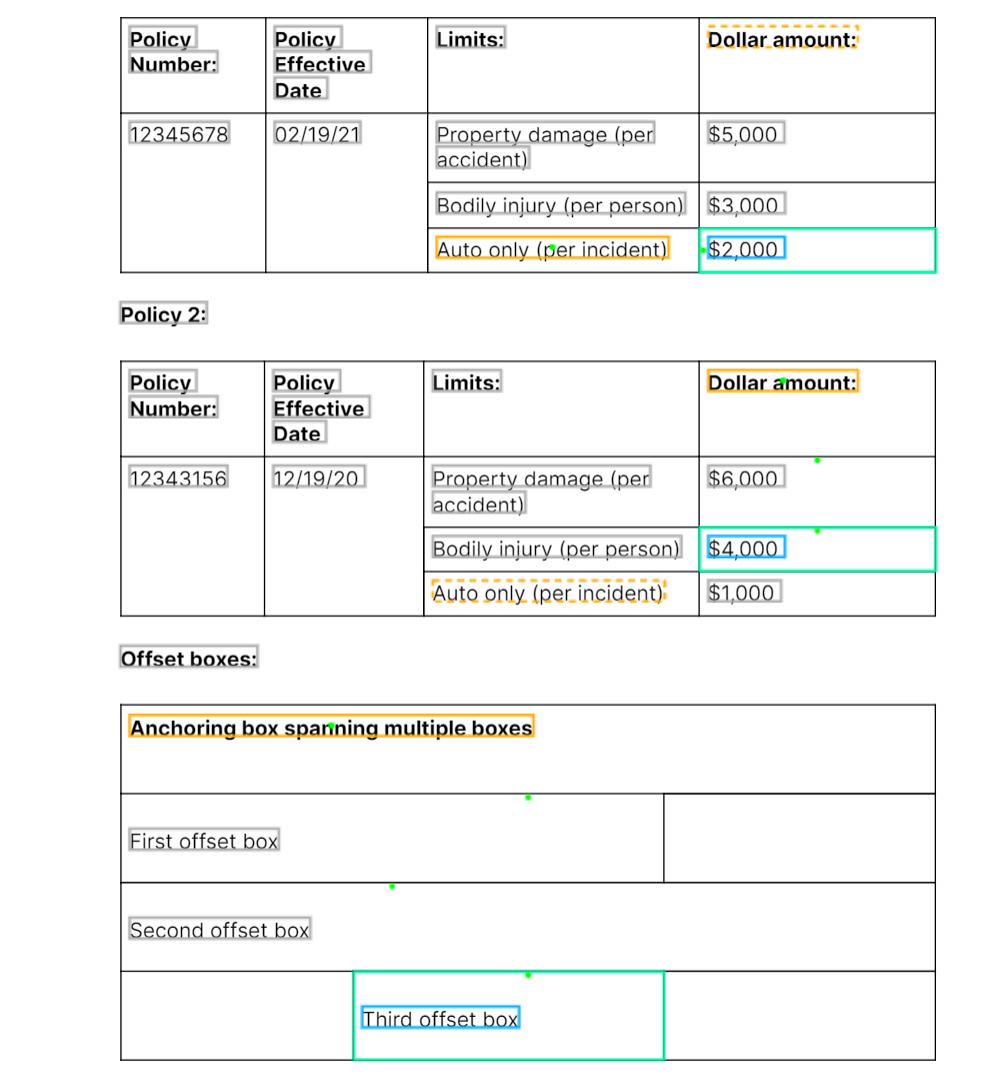 Policy Number: Policy Effective Date Limits: Dollar amount:
12345678 02/19/21 Property damage (per accident) $5,000
Bodily injury (per person) $3,000
Auto only (per incident) $2,000
Policy 2:
Policy Number: Policy Effective Date Limits: Dollar amount:
12343156 12/19/20 Property damage (per accident) $6,000
Bodily injury (per person) $4,000
Auto only (per incident) $1,000
Offset boxes:
Anchoring box spanning multiple boxes
First offset box
Second offset box
Third offset box